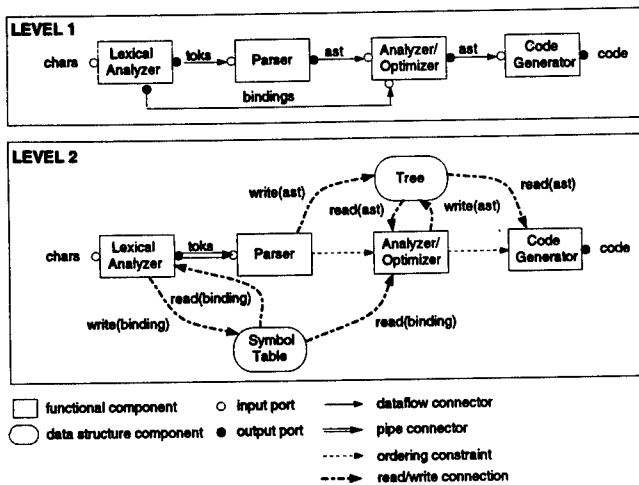 LEVEL 1
chars
Lexical
Analyzer
toks
Parser
ast
Analyzer/
Optimizer
ast
Code
Generator
code
bindings
LEVEL 2
Tree
write(ast)
read(ast)
write(ast)
read(ast)
chars
Lexical
Analyzer
toks
Parser
Analyzer/
Optimizer
Code
Generator
code
write(binding)
read(binding)
read(binding)
Symbol
Table
functional component
input port
dataflow connector
data structure component
output port
pipe connector
ordering constraint
read/write connection